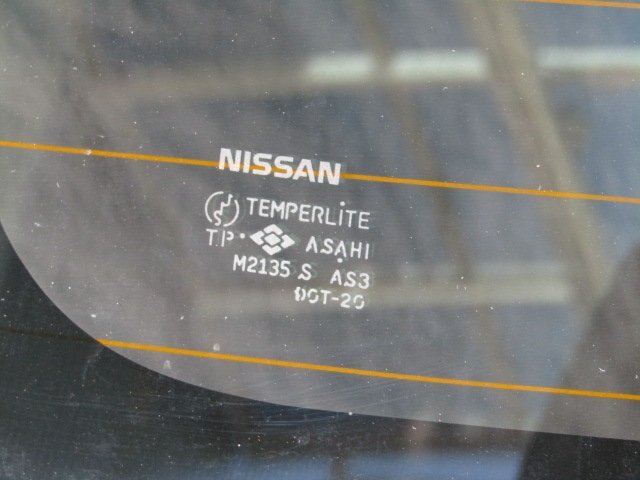 NISSAN
TEMPERLITE
TP· ASAHI
M2135 S AS3
DOT-20